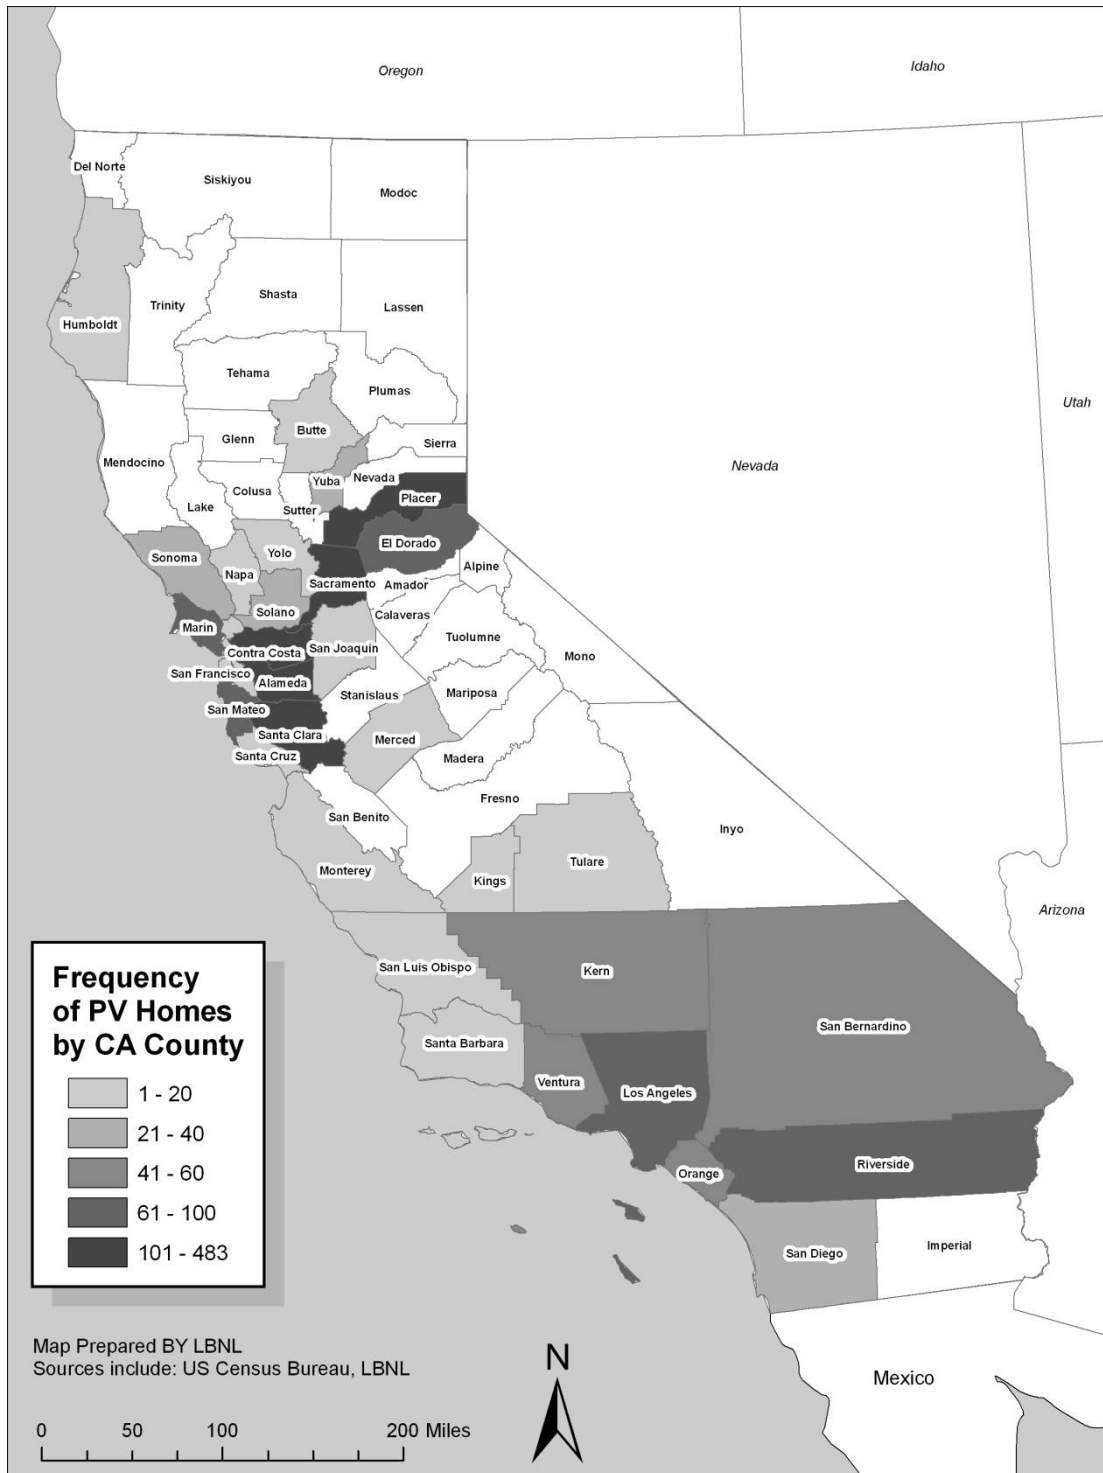 Oregon
Idaho
Del Norte
Siskiyou
Modoc
Trinity
Shasta
Lassen
Humboldt
Tehama
Plumas
Utah
Butte
Glenn
Sierra
Mendocino
Nevada
Nevada
Yuba
Colusa
Placer
Lake
Sutter
El Dorado
Sonoma
Yolo
Napa
Alpine
Sacramento
Amador
Solano
Calaveras
Marin
Tuolumne
San Joaquin
Contra Costa
Mono
San Francisco
Alameda
Stanislaus
Mariposa
San Mateo
Santa Clara
Merced
Santa Cruz
Madera
Fresno
San Benito
Inyo
Tulare
Monterey
Kings
Arizona
San Luis Obispo
Kern
San Bernardino
Santa Barbara
Ventura
Los Angeles
Orange
Riverside
San Diego
Imperial
Mexico
Frequency
of PV Homes
by CA County
1 - 20
21 - 40
41 - 60
61 - 100
101 - 483
Map Prepared BY LBNL
Sources include: US Census Bureau, LBNL
N
0 50 100 200 Miles